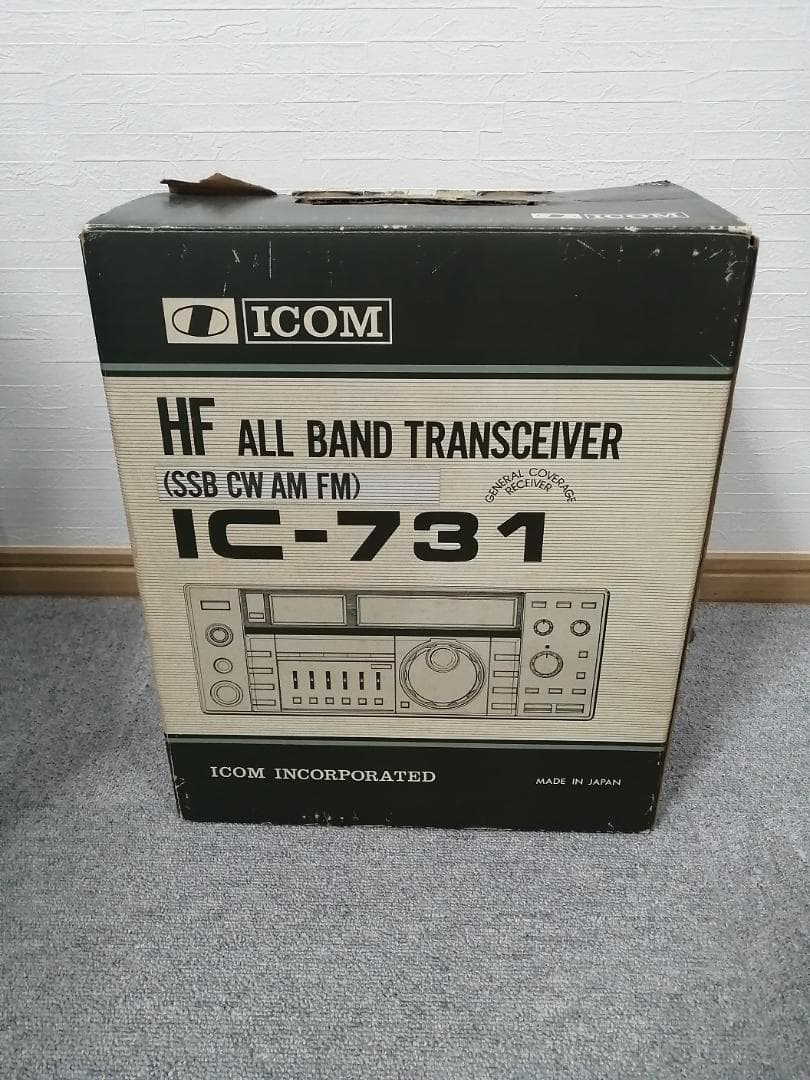 ICOM
ICOM
HF ALL BAND TRANSCEIVER
(SSB CW AM FM)
GENERAL COVERAGE
RECEIVER
IC-731
ICOM INCORPORATED
MADE IN JAPAN